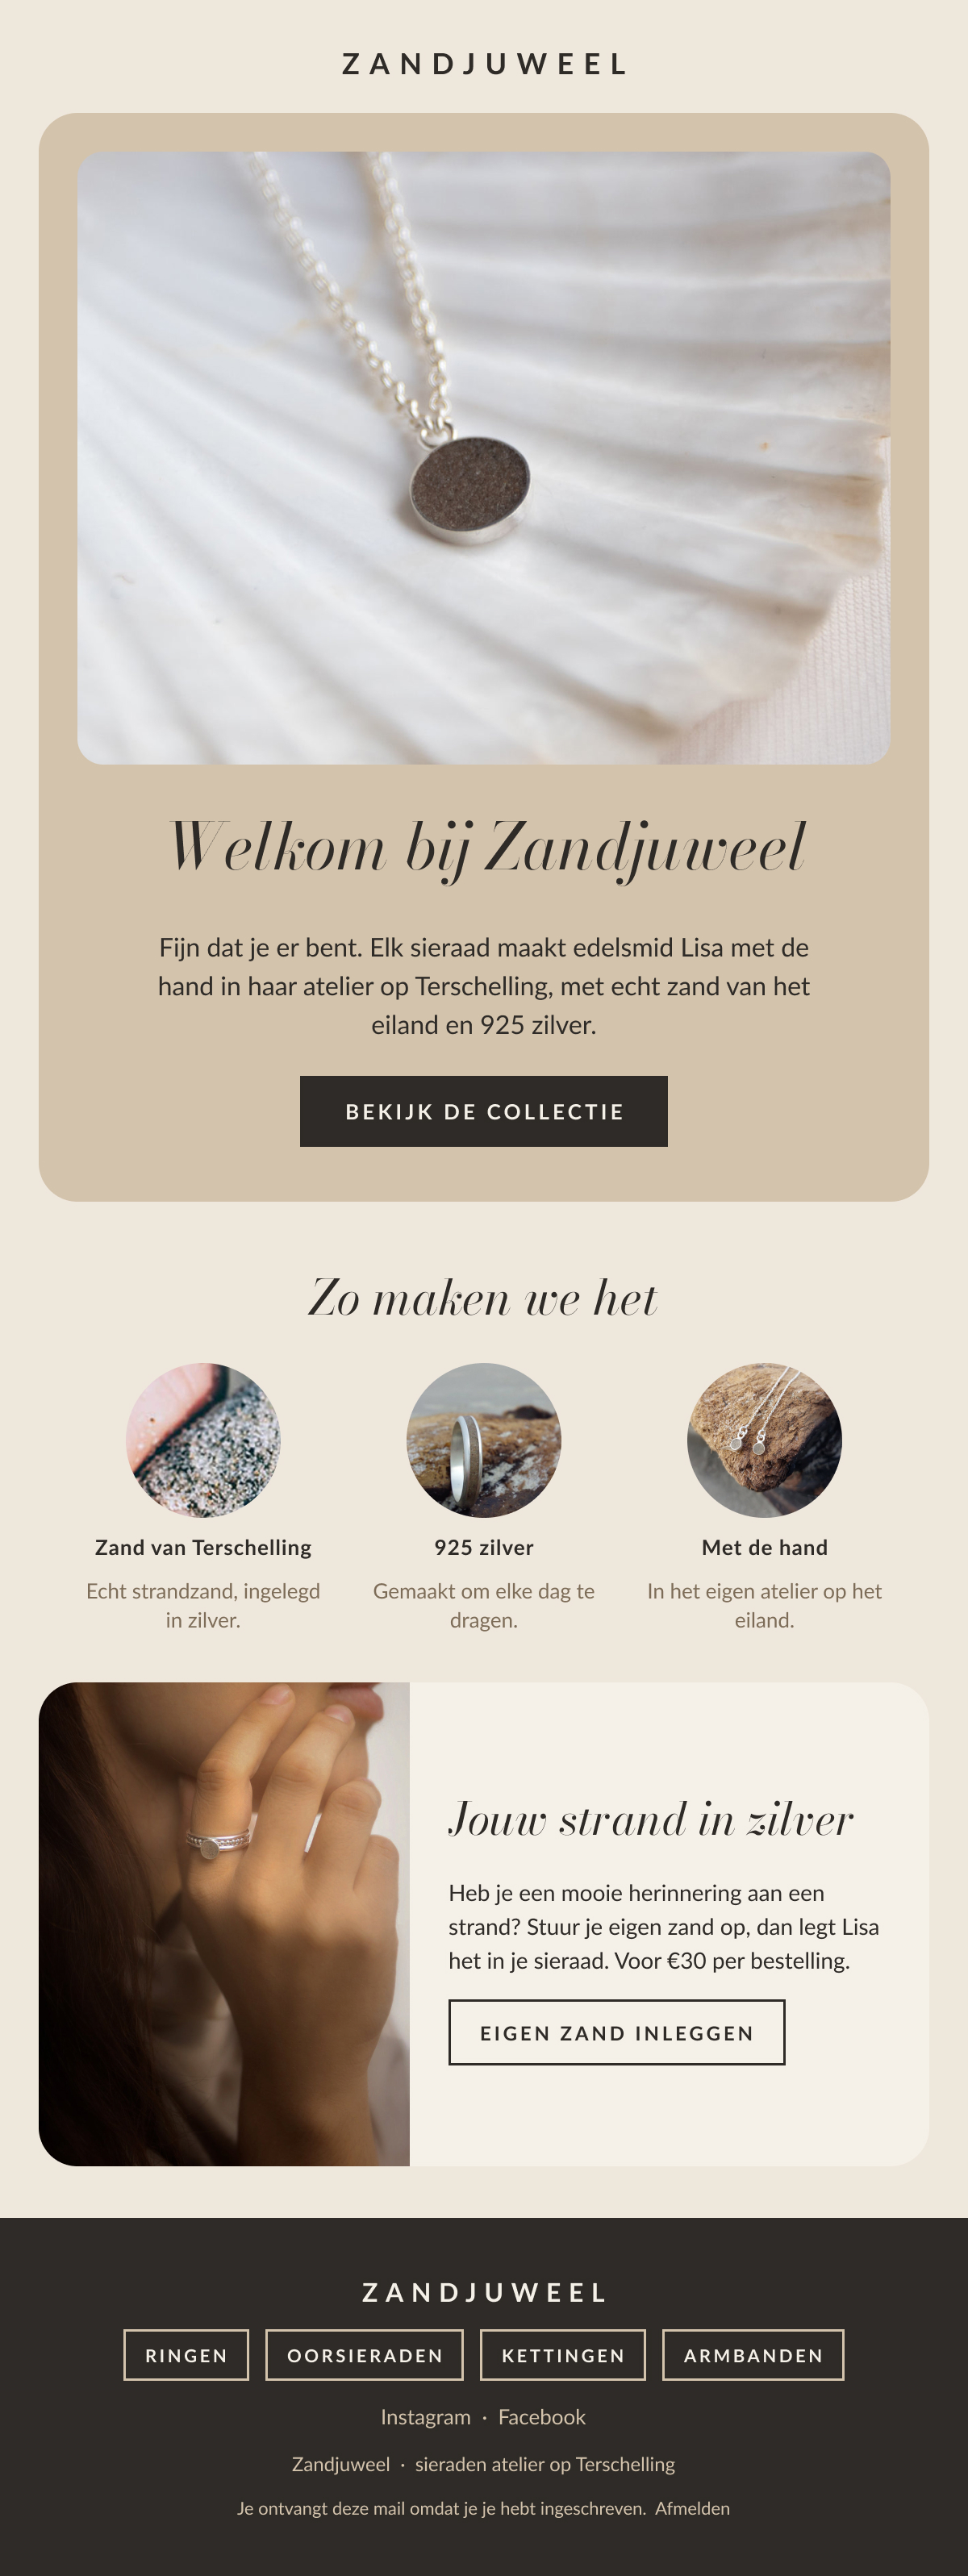 ZANDJUWEEL
Welkom bij Zandjuweel
Fijn dat je er bent. Elk sieraad maakt edelsmid Lisa met de
hand in haar atelier op Terschelling, met echt zand van het
eiland en 925 zilver.
BEKIJK DE COLLECTIE
Zo maken we het
Zand van Terschelling
Echt strandzand, ingelegd
in zilver.
925 zilver
Gemaakt om elke dag te
dragen.
Met de hand
In het eigen atelier op het
eiland.
Jouw strand in zilver
Heb je een mooie herinnering aan een
strand? Stuur je eigen zand op, dan legt Lisa
het in je sieraad. Voor €30 per bestelling.
EIGEN ZAND INLEGGEN
ZANDJUWEEL
RINGEN OORSIERADEN KETTINGEN ARMBANDEN
Instagram · Facebook
Zandjuweel · sieraden atelier op Terschelling
Je ontvangt deze mail omdat je je hebt ingeschreven. Afmelden